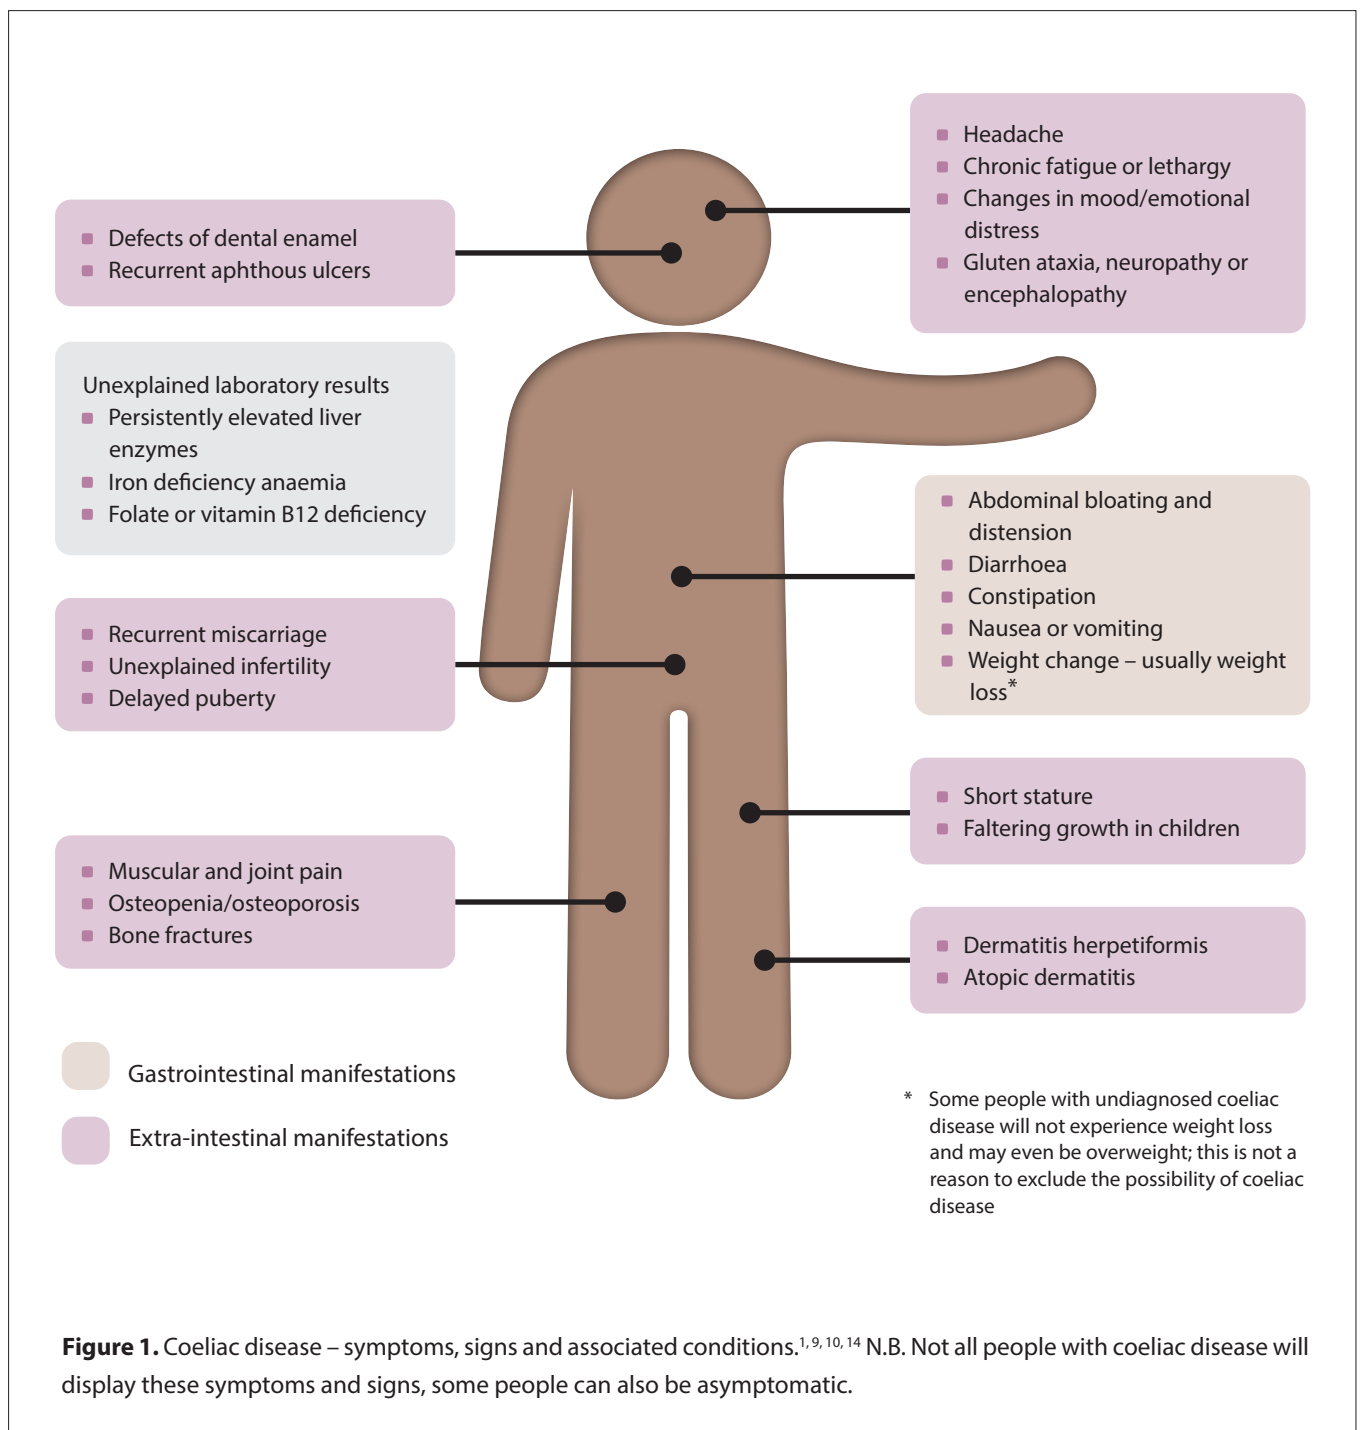 Headache
Chronic fatigue or lethargy
Changes in mood/emotional
distress
Gluten ataxia, neuropathy or
encephalopathy
Defects of dental enamel
Recurrent aphthous ulcers
Unexplained laboratory results
Persistently elevated liver
enzymes
Iron deficiency anaemia
Folate or vitamin B12 deficiency
Abdominal bloating and
distension
Diarrhoea
Constipation
Nausea or vomiting
Weight change – usually weight
loss*
Recurrent miscarriage
Unexplained infertility
Delayed puberty
Short stature
Faltering growth in children
Muscular and joint pain
Osteopenia/osteoporosis
Bone fractures
Dermatitis herpetiformis
Atopic dermatitis
Gastrointestinal manifestations
Extra-intestinal manifestations
* Some people with undiagnosed coeliac
disease will not experience weight loss
and may even be overweight; this is not a
reason to exclude the possibility of coeliac
disease
Figure 1. Coeliac disease – symptoms, signs and associated conditions.1, 9, 10, 14 N.B. Not all people with coeliac disease will
display these symptoms and signs, some people can also be asymptomatic.